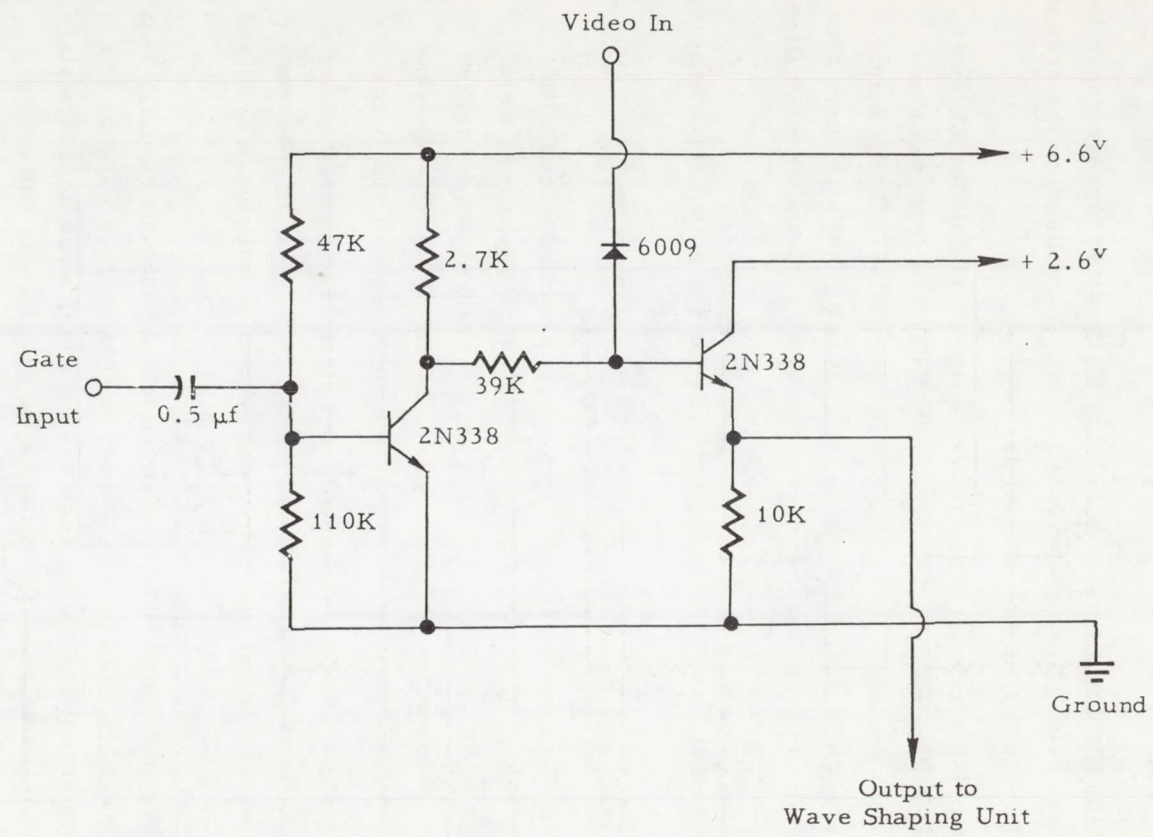 Video In
+ 6.6v
47K
2.7K
6009
+ 2.6v
Gate
Input
0.5 µf
39K
2N338
2N338
110K
10K
Ground
Output to
Wave Shaping Unit